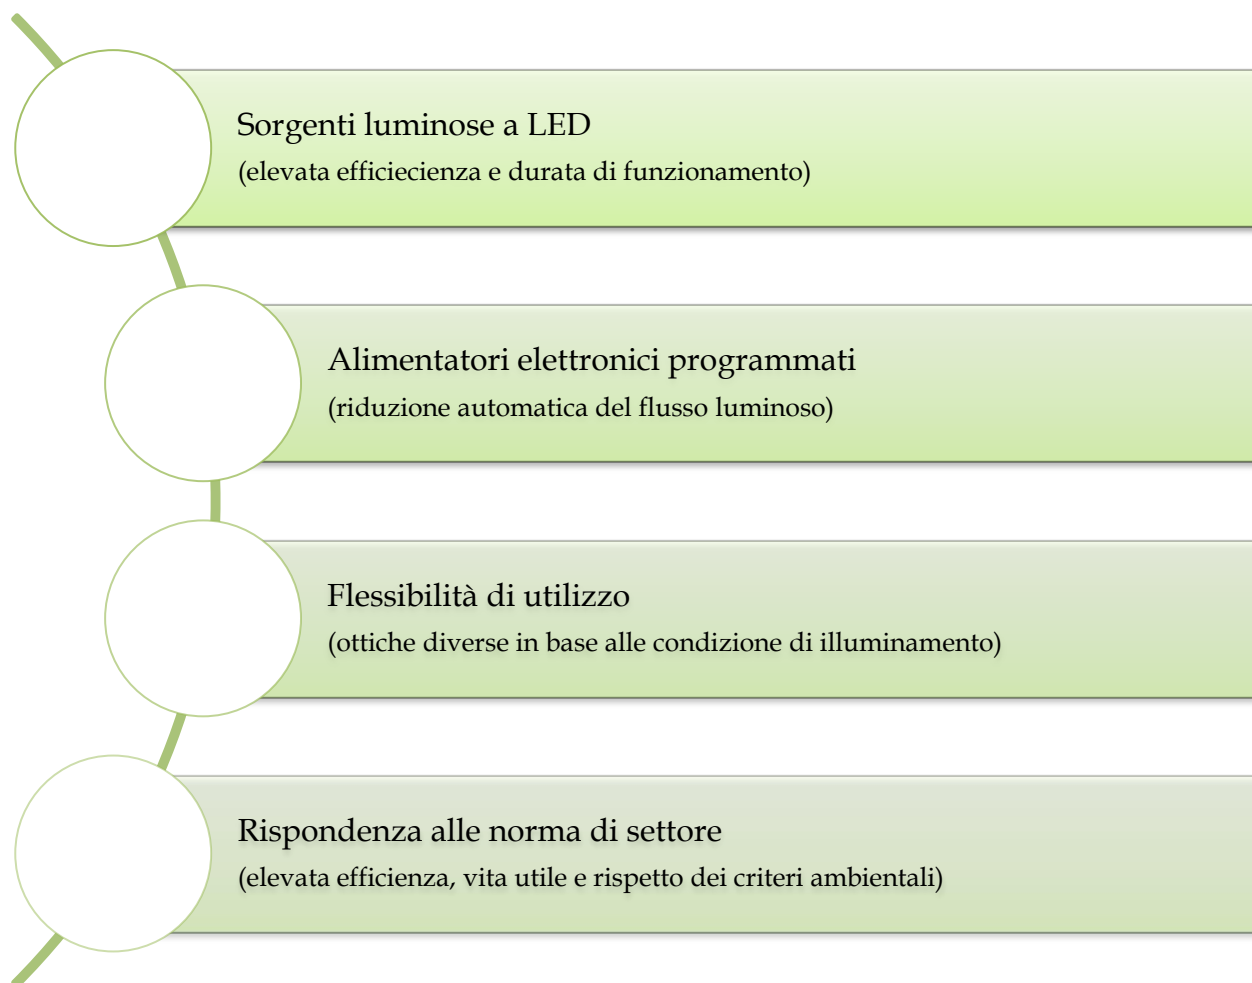 Sorgenti luminose a LED
(elevata efficiecienza e durata di funzionamento)
Alimentatori elettronici programmati
(riduzione automatica del flusso luminoso)
Flessibilità di utilizzo
(ottiche diverse in base alle condizione di illuminamento)
Rispondenza alle norma di settore
(elevata efficienza, vita utile e rispetto dei criteri ambientali)